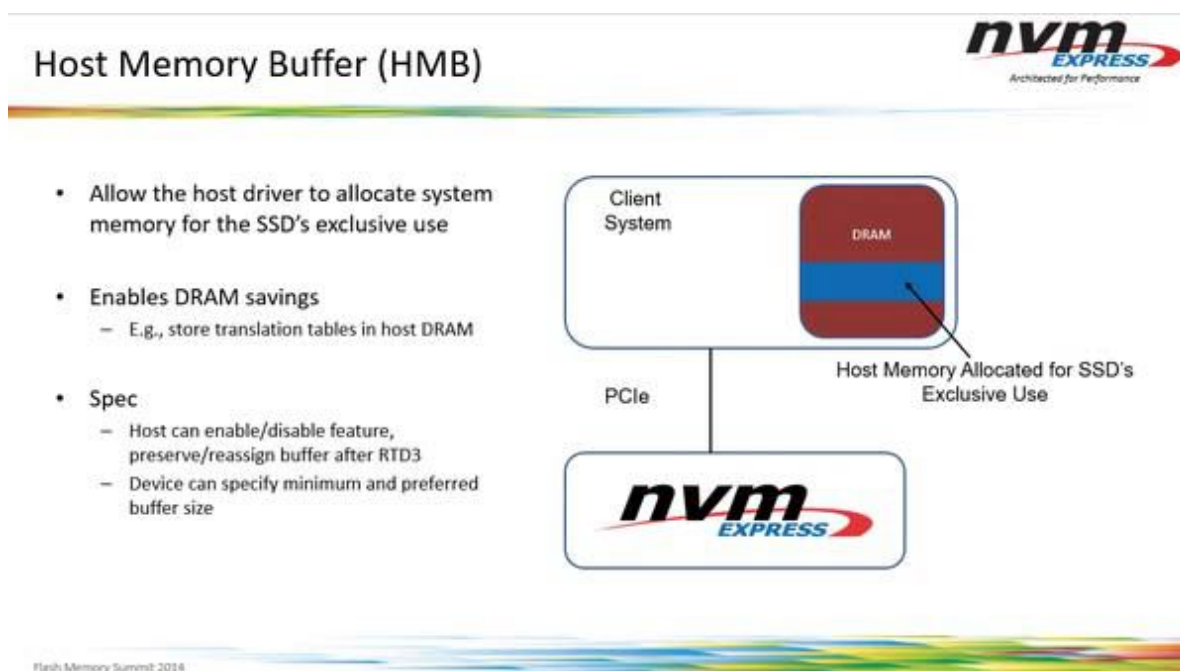 Host Memory Buffer (HMB)
nvm
EXPRESS
Architected for Performance
• Allow the host driver to allocate system
memory for the SSD's exclusive use
• Enables DRAM savings
– E.g., store translation tables in host DRAM
• Spec
– Host can enable/disable feature,
preserve/reassign buffer after RTD3
– Device can specify minimum and preferred
buffer size
Client
System
DRAM
Host Memory Allocated for SSD's
Exclusive Use
PCIe
nvm
EXPRESS
Flash Memory Summit 2014